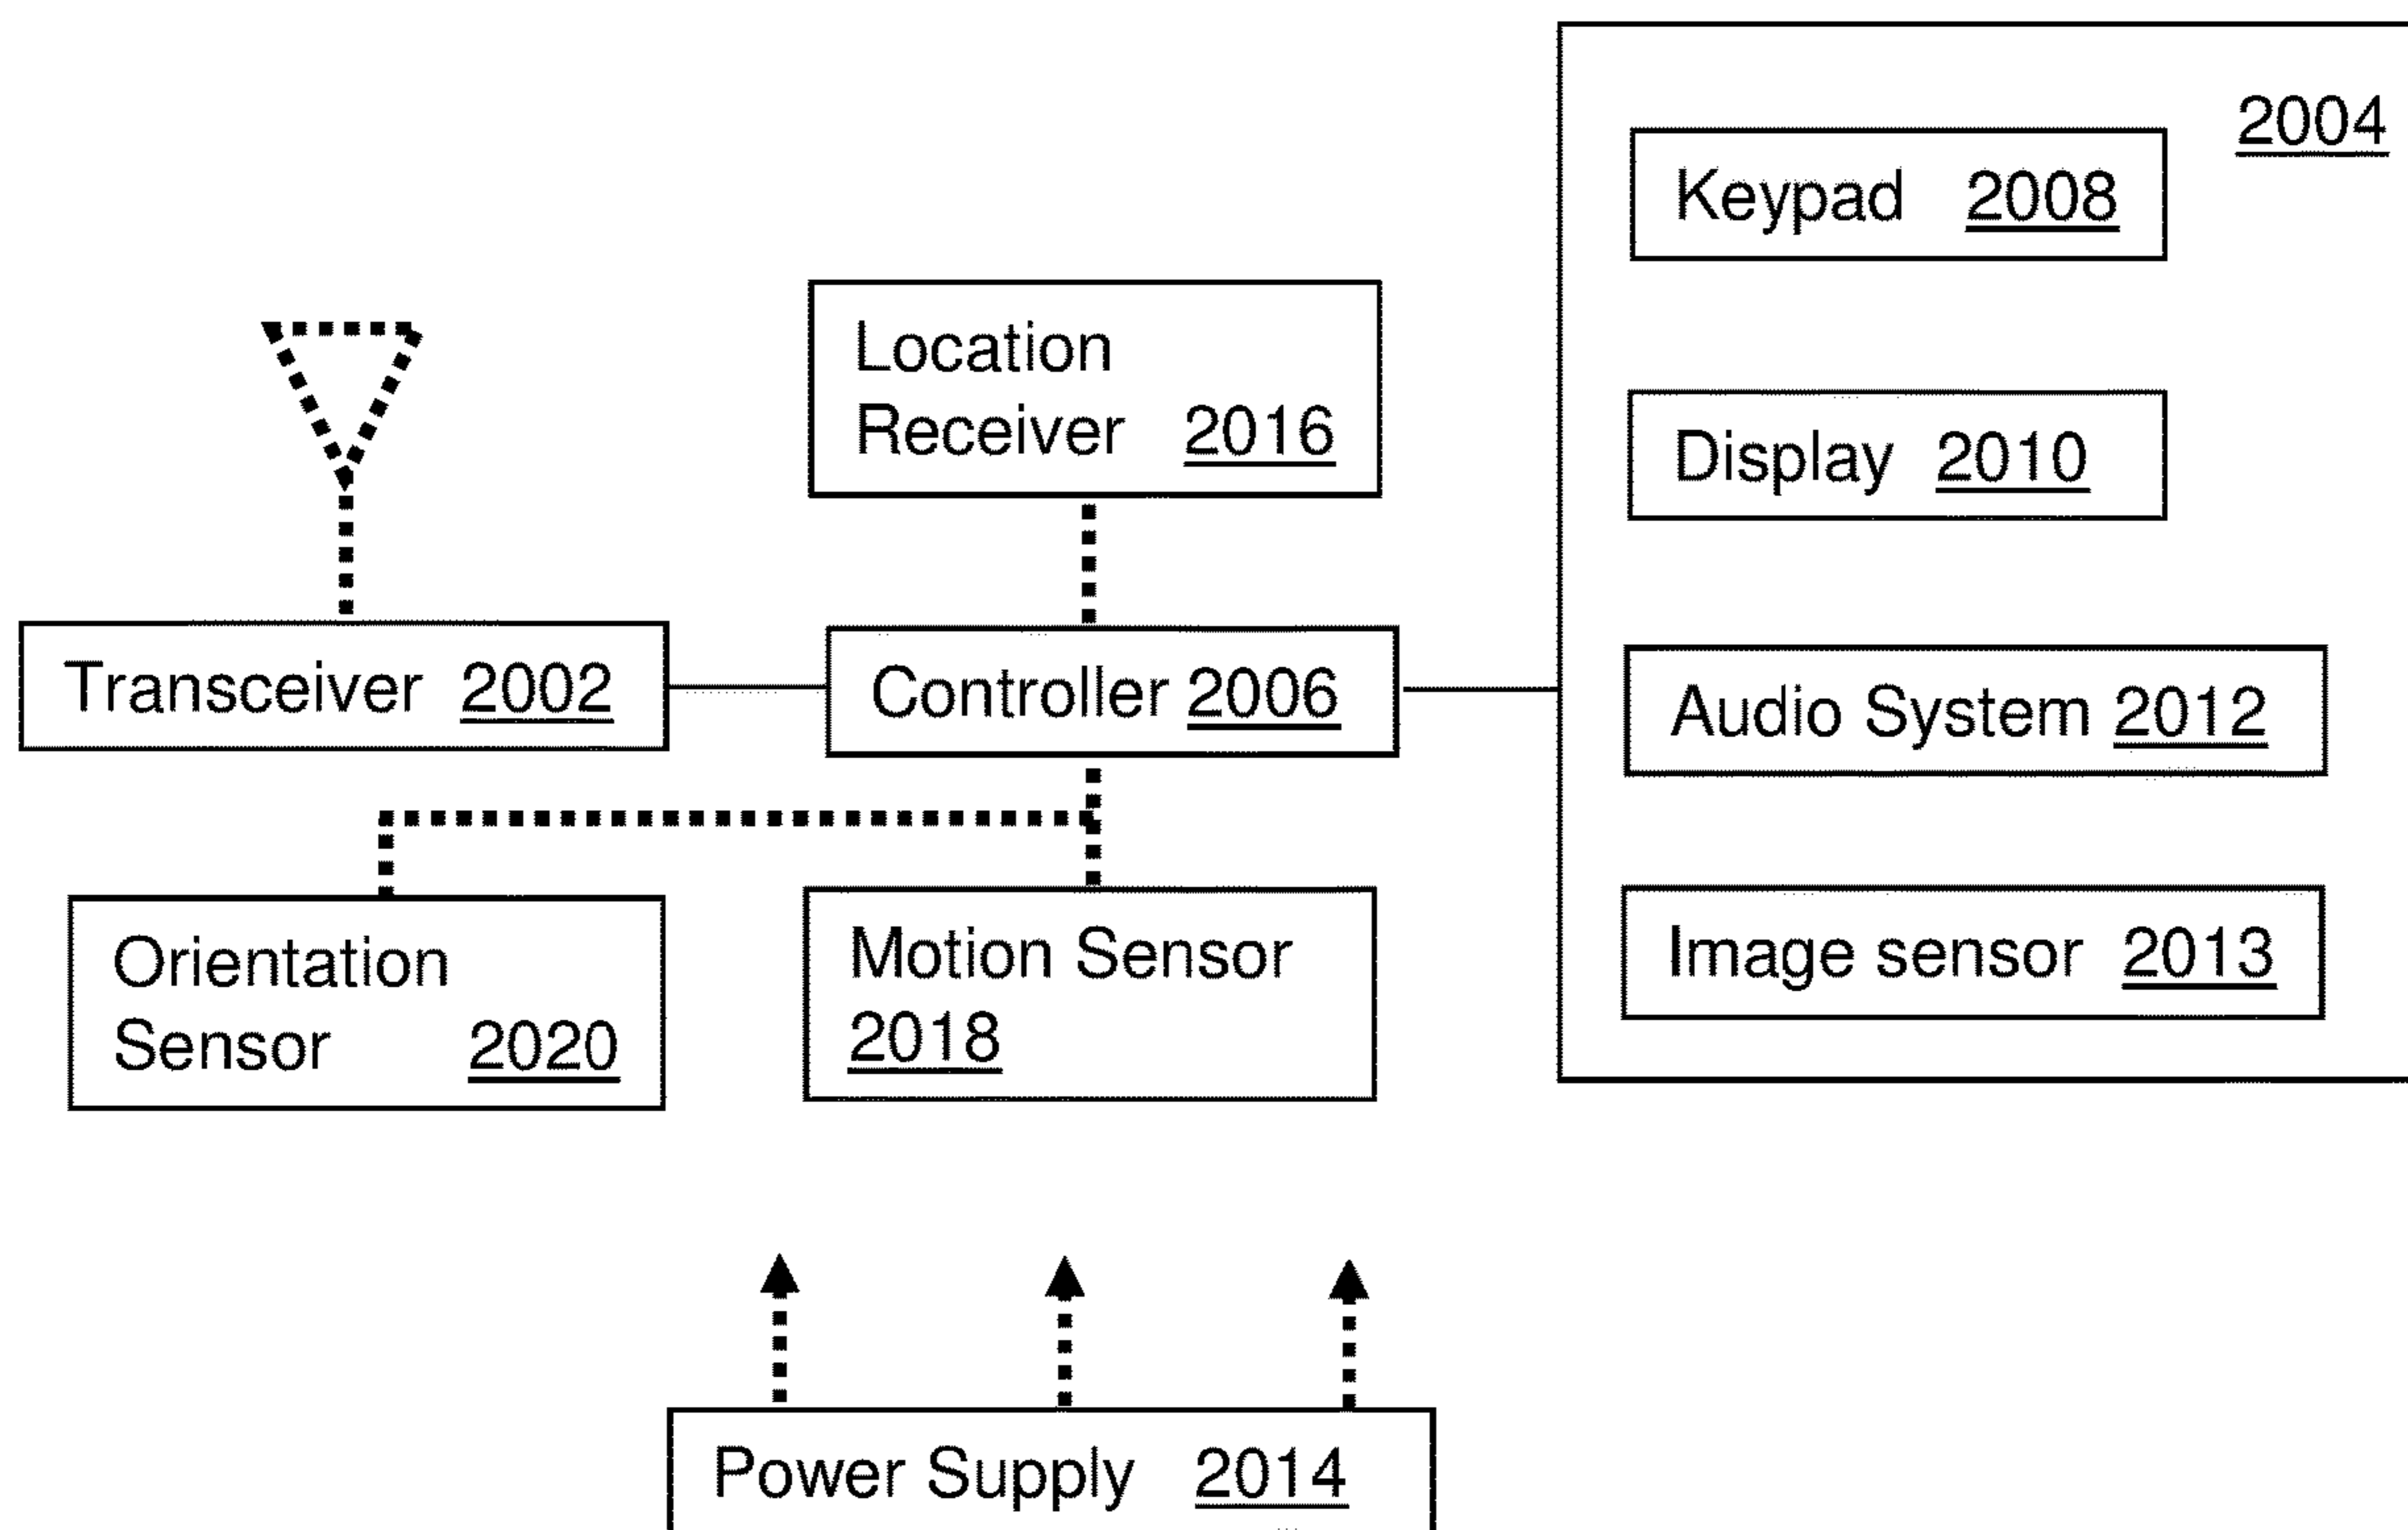 2004
Keypad 2008
Location
Receiver 2016
Display 2010
Transceiver 2002
Controller 2006
Audio System 2012
Orientation
Sensor 2020
Motion Sensor
2018
Image sensor 2013
Power Supply 2014